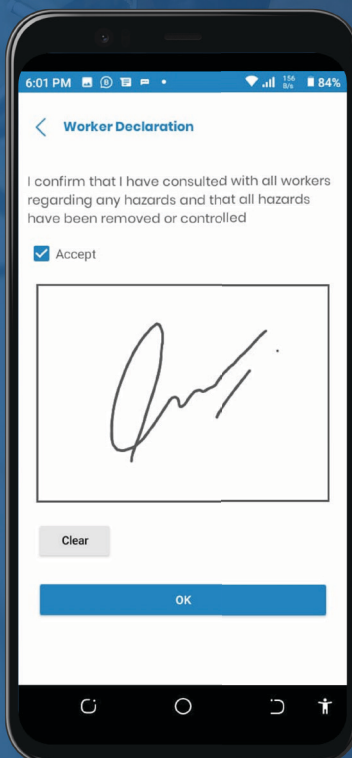 6:01 PM 156 B/s 84%
Worker Declaration
I confirm that I have consulted with all workers
regarding any hazards and that all hazards
have been removed or controlled
Accept
Clear
OK